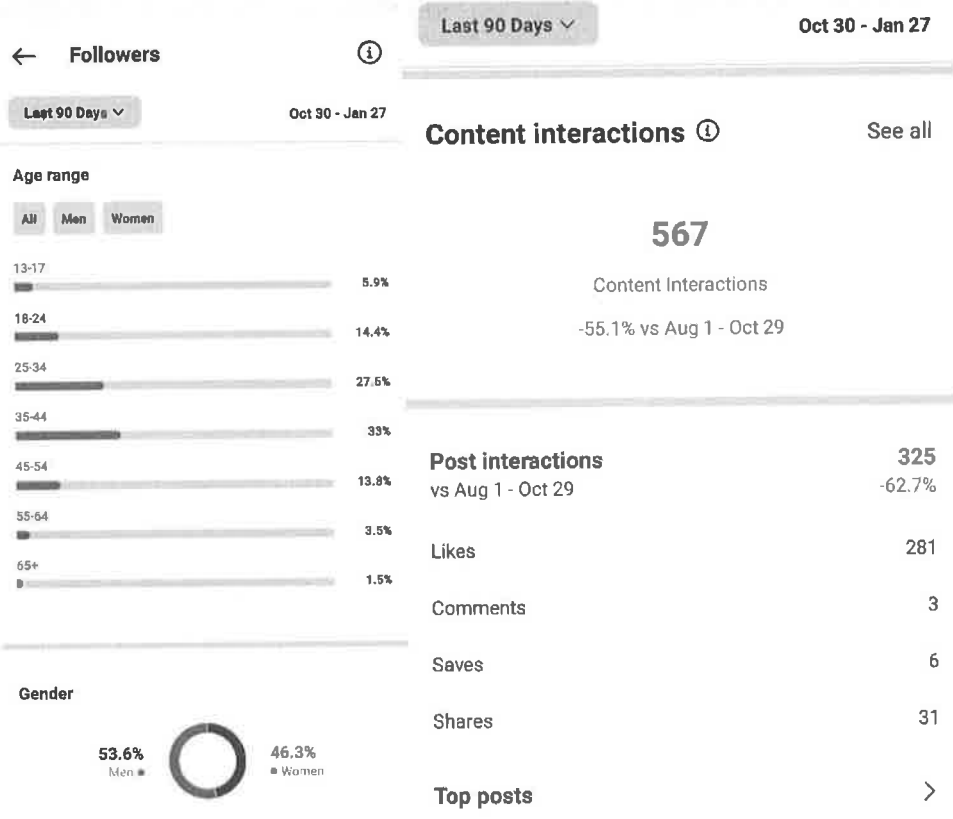 Followers
Last 90 Days
Oct 30 - Jan 27
Age range
All
Men
Women
13-17
5.9%
18-24
14.4%
25-34
27.5%
35-44
33%
45-54
13.8%
55-64
3.5%
65+
1.5%
Gender
53.6%
Men
46.3%
Women
Last 90 Days
Oct 30 - Jan 27
Content interactions
See all
567
Content Interactions
-55.1% vs Aug 1 - Oct 29
Post interactions
325
vs Aug 1 - Oct 29
-62.7%
Likes
281
Comments
3
Saves
6
Shares
31
Top posts